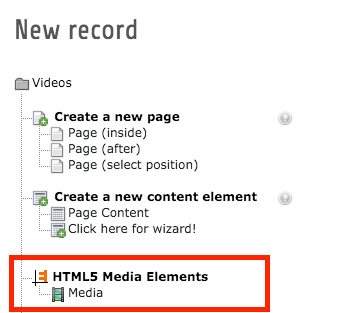 New record
Videos
Create a new page
Page (inside)
Page (after)
Page (select position)
Create a new content element
Page Content
Click here for wizard!
HTML5 Media Elements
Media